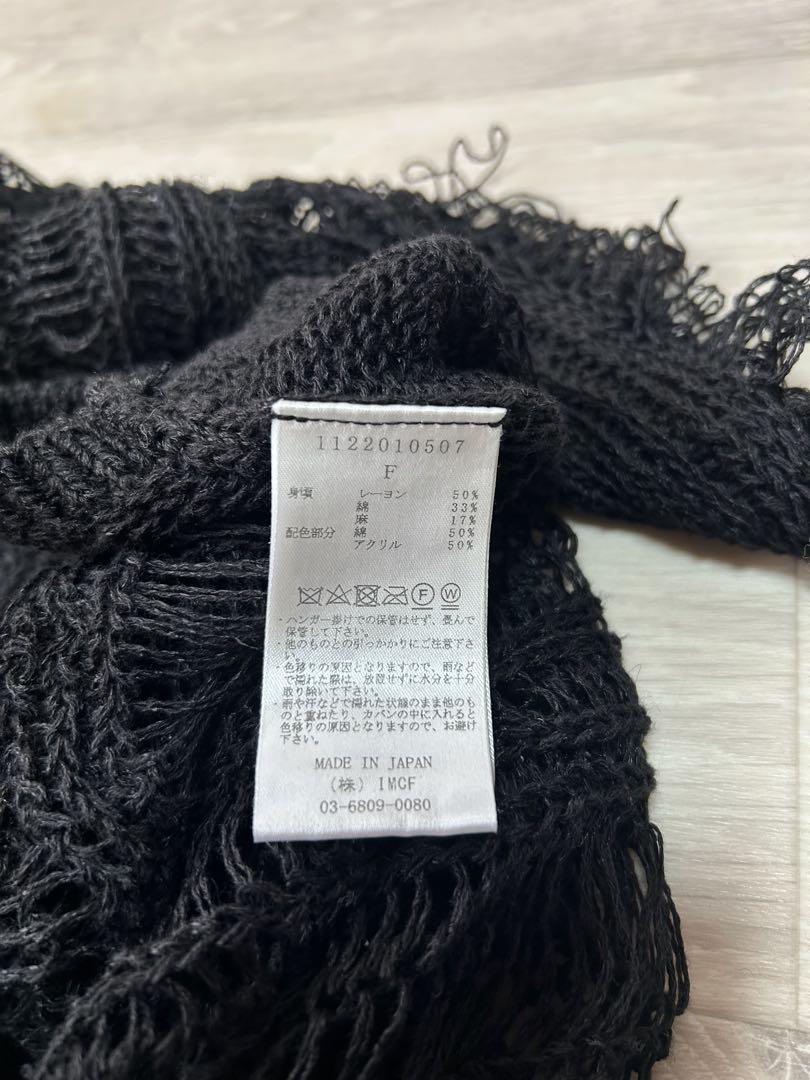 1122010507
F
身頃 レーヨン 50%
綿 33%
麻 17%
配色部分 綿 50%
アクリル 50%
F W
・ハンガー掛けでの保管はせず、畳んで
保管して下さい。
・他のものとの引っかかりにご注意下さ
い。
・色移りの原因となりますので、雨など
で濡れた際は、放置せずに水分を十分
取り除いて下さい。
・雨や汗などで濡れた状態のまま他のも
のと重ねたり、カバンの中に入れると
色移りの原因となりますので、お避け
下さい。
MADE IN JAPAN
(株) IMCF
03-6809-0080